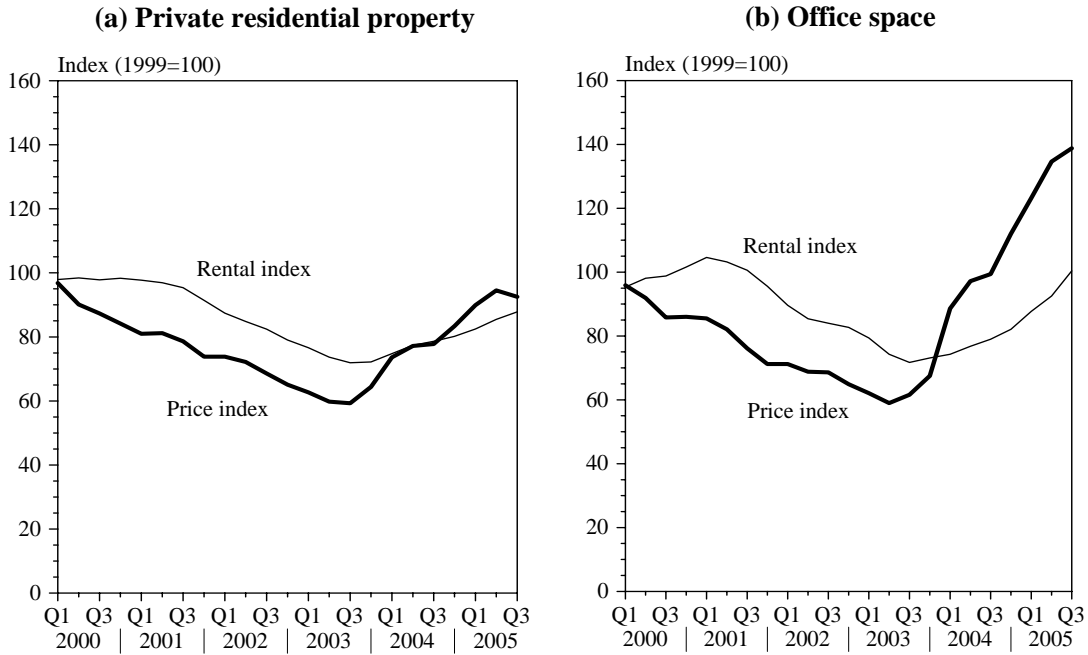 (a) Private residential property
Index (1999=100)
160
140
120
100
80
60
40
20
0
Rental index
Price index
Q1 Q3 Q1 Q3 Q1 Q3 Q1 Q3 Q1 Q3 Q1 Q3
2000 2001 2002 2003 2004 2005
(b) Office space
Index (1999=100)
160
140
120
100
80
60
40
20
0
Rental index
Price index
Q1 Q3 Q1 Q3 Q1 Q3 Q1 Q3 Q1 Q3 Q1 Q3
2000 2001 2002 2003 2004 2005